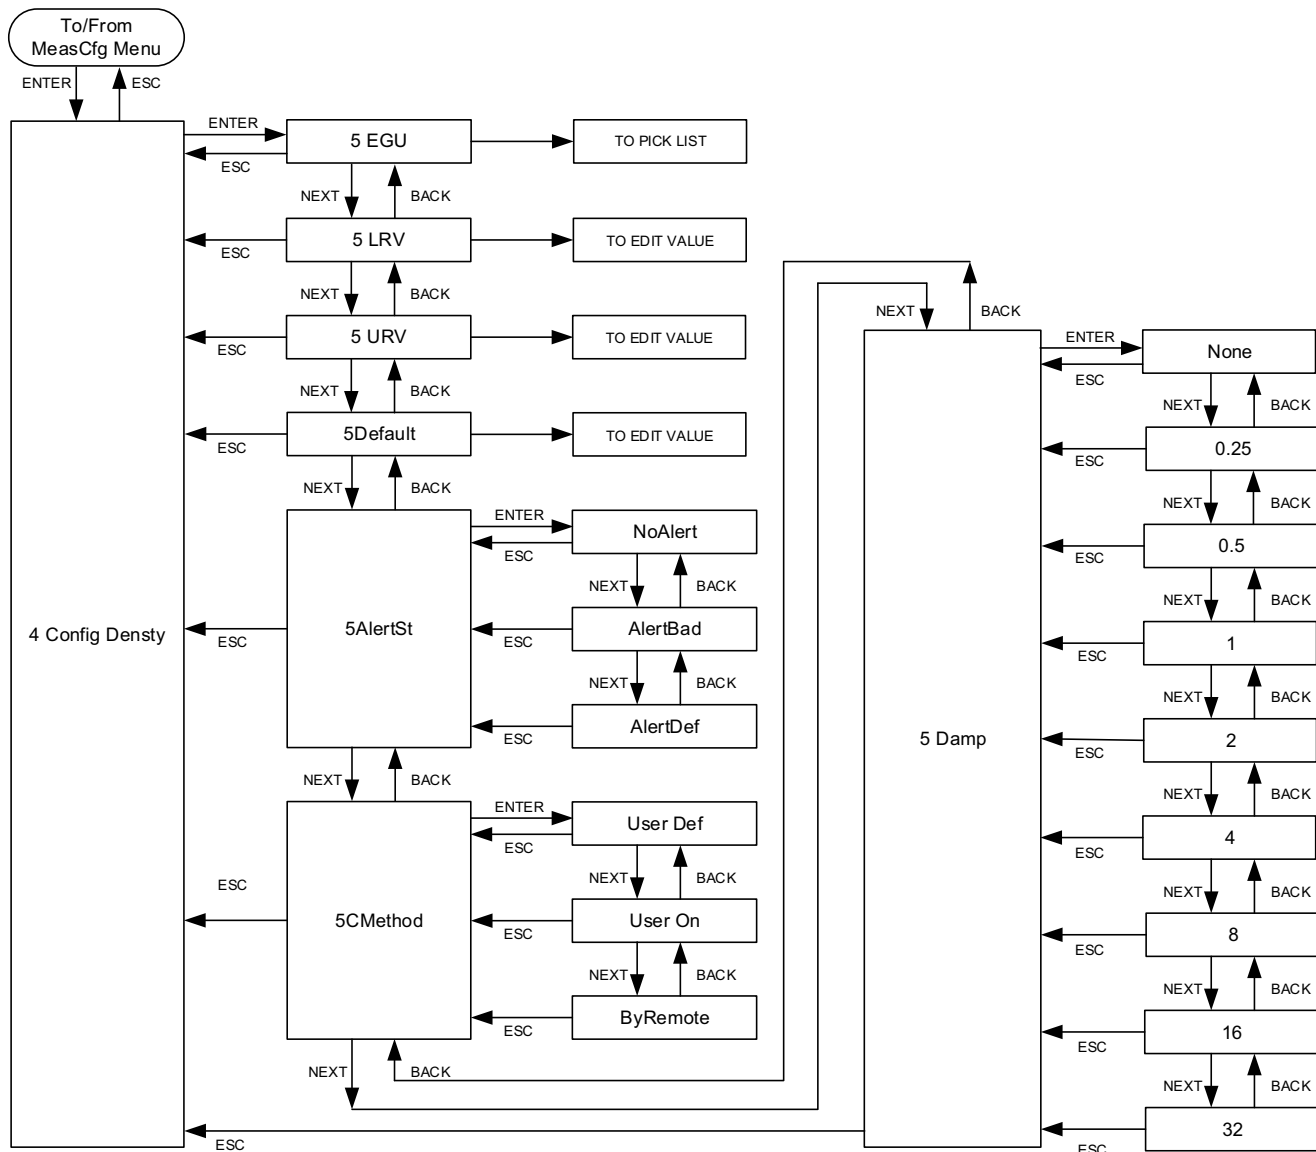 To/From
MeasCfg Menu
ENTER
ESC
4 Config Densty
ENTER
ESC
5 EGU
TO PICK LIST
NEXT
BACK
ESC
5 LRV
TO EDIT VALUE
NEXT
BACK
ESC
5 URV
TO EDIT VALUE
NEXT
BACK
ESC
5Default
TO EDIT VALUE
NEXT
BACK
ESC
5AlertSt
ENTER
ESC
NoAlert
NEXT
BACK
ESC
AlertBad
NEXT
BACK
ESC
AlertDef
NEXT
BACK
ESC
5CMethod
ENTER
ESC
User Def
NEXT
BACK
ESC
User On
NEXT
BACK
ESC
ByRemote
NEXT
BACK
ESC
NEXT
BACK
5 Damp
ENTER
ESC
None
NEXT
BACK
ESC
0.25
NEXT
BACK
ESC
0.5
NEXT
BACK
ESC
1
NEXT
BACK
ESC
2
NEXT
BACK
ESC
4
NEXT
BACK
ESC
8
NEXT
BACK
ESC
16
NEXT
BACK
ESC
32